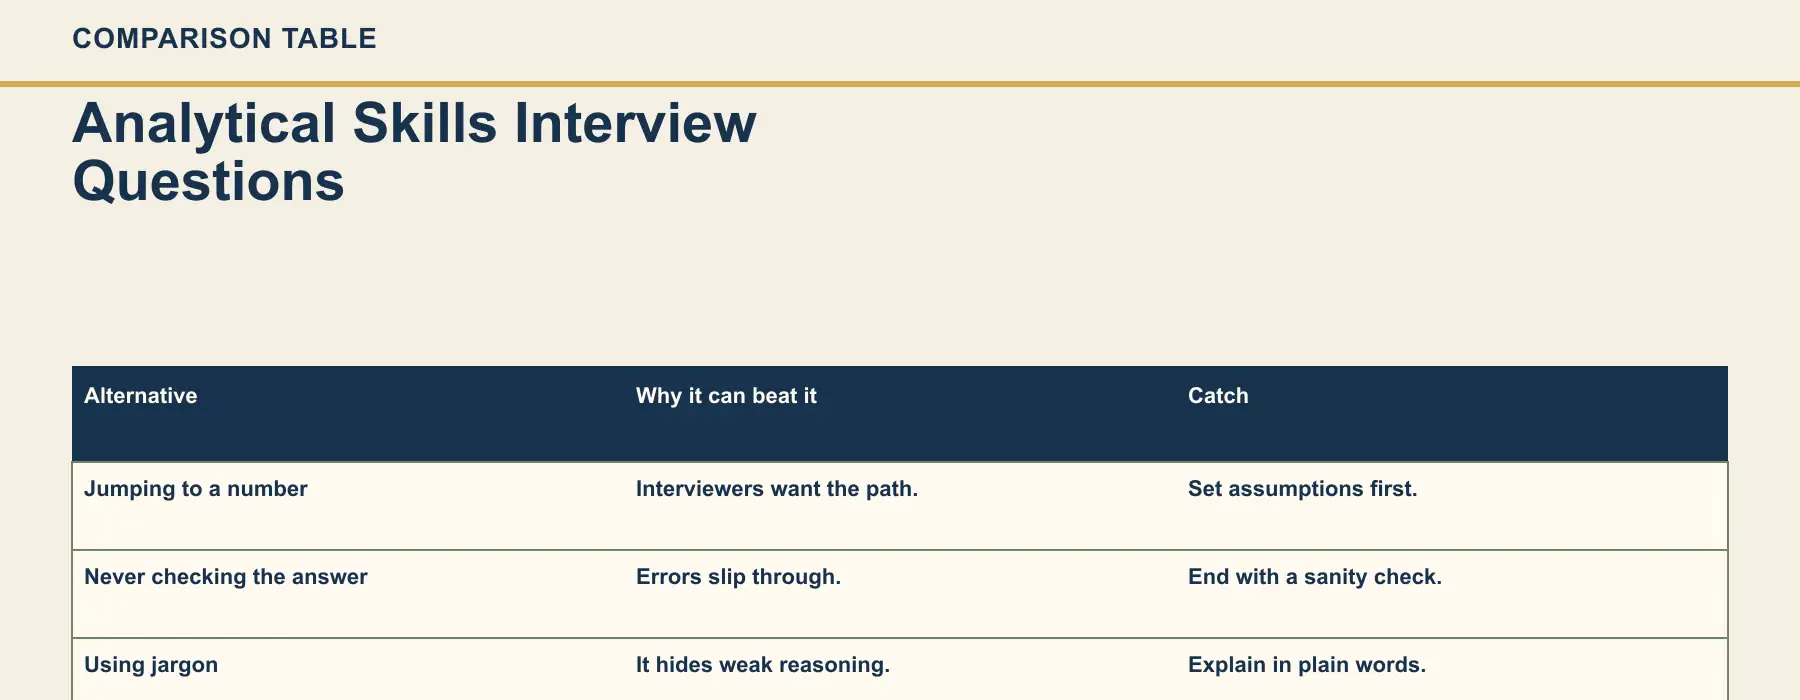 COMPARISON TABLE
Analytical Skills Interview
Questions
Alternative Why it can beat it Catch
Jumping to a number Interviewers want the path. Set assumptions first.
Never checking the answer Errors slip through. End with a sanity check.
Using jargon It hides weak reasoning. Explain in plain words.